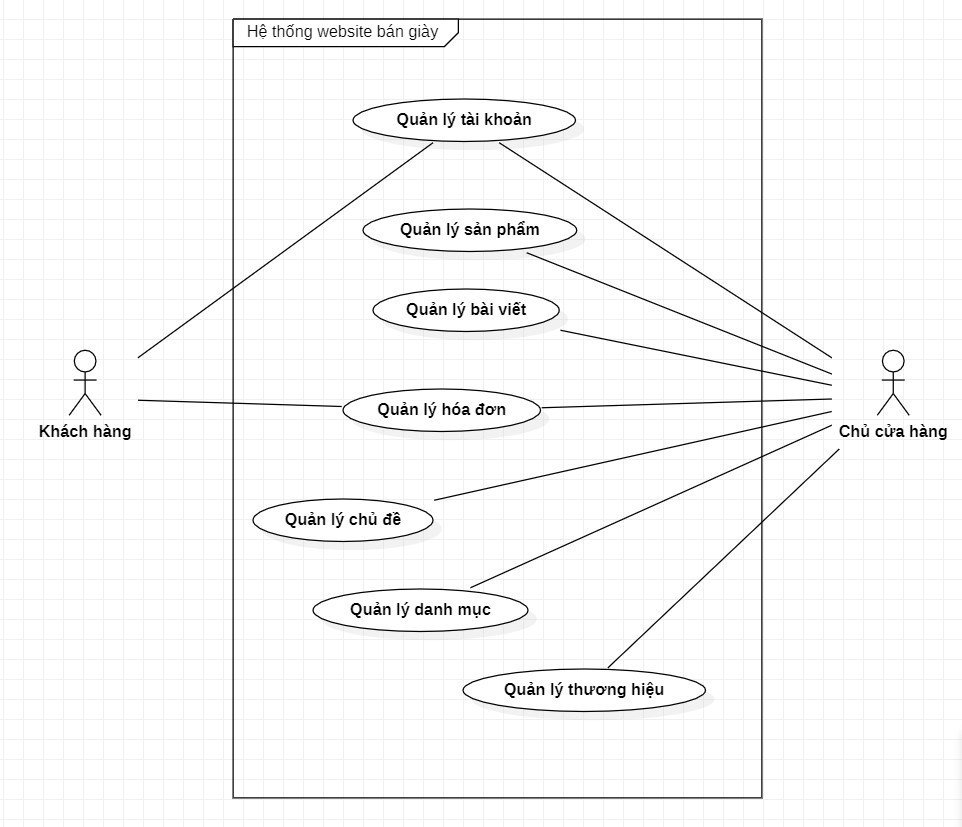 Hệ thống website bán giày
Quản lý tài khoản
Quản lý sản phẩm
Quản lý bài viết
Quản lý hóa đơn
Khách hàng
Chủ cửa hàng
Quản lý chủ đề
Quản lý danh mục
Quản lý thương hiệu